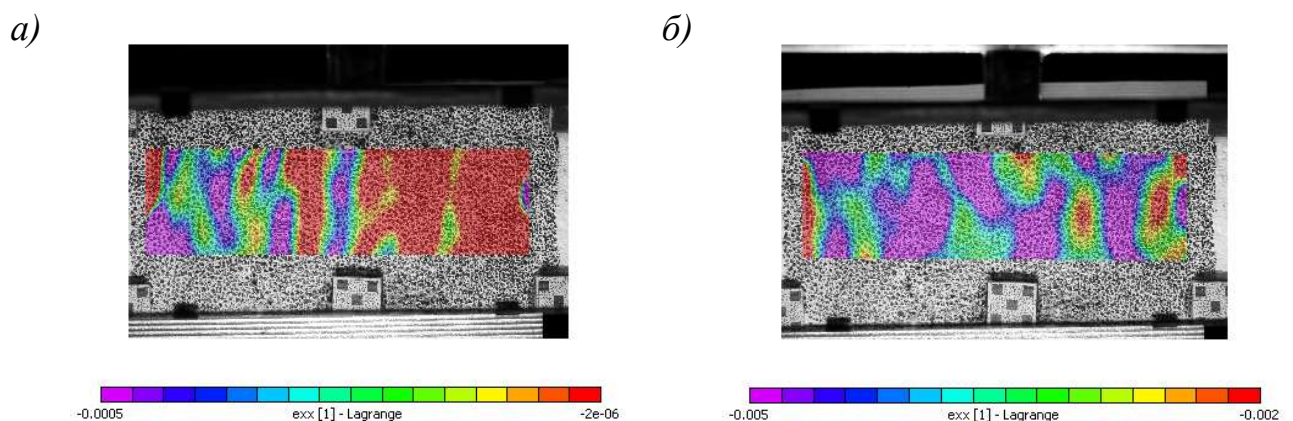 а)
б)
-0.0005 exx [1] - Lagrange -2e-06
-0.005 exx [1] - Lagrange -0.002